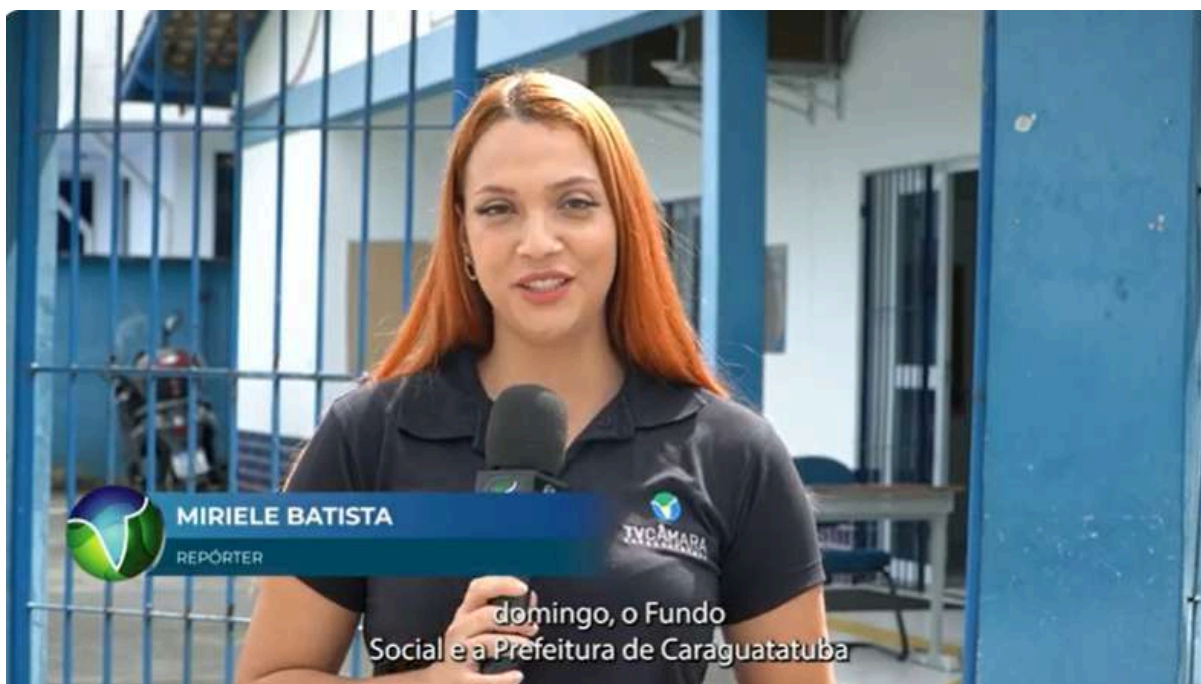 MIRIELE BATISTA
REPÓRTER
TVCÂMARA
domingo, o Fundo
Social e a Prefeitura de Caraguatatuba